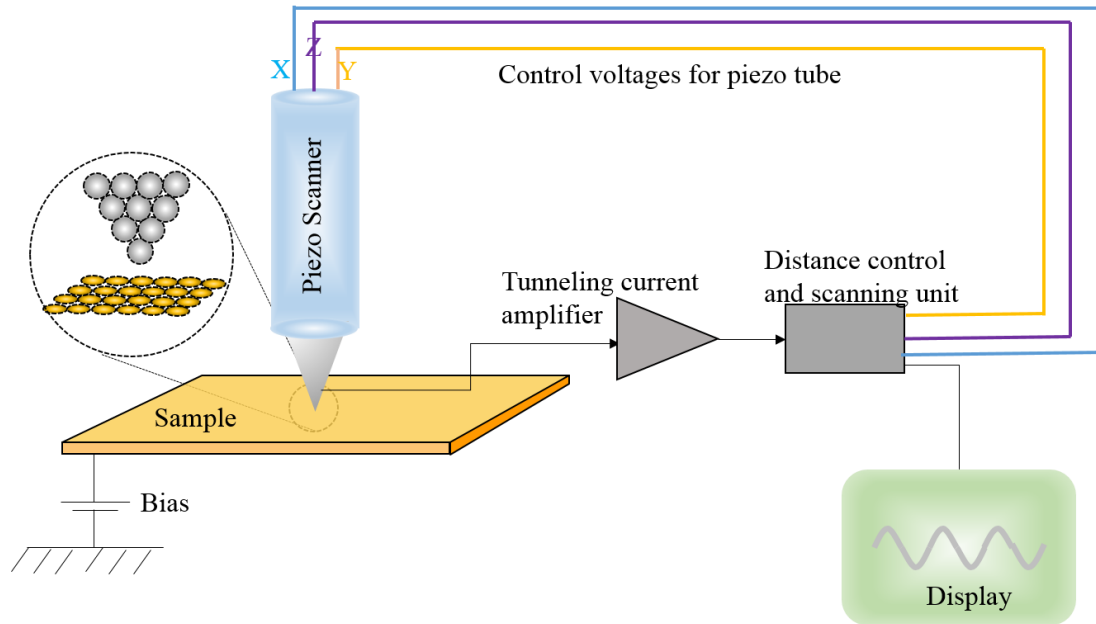 Z
X
Y
Control voltages for piezo tube
Piezo Scanner
Tunneling current
amplifier
Distance control
and scanning unit
Sample
Bias
Display